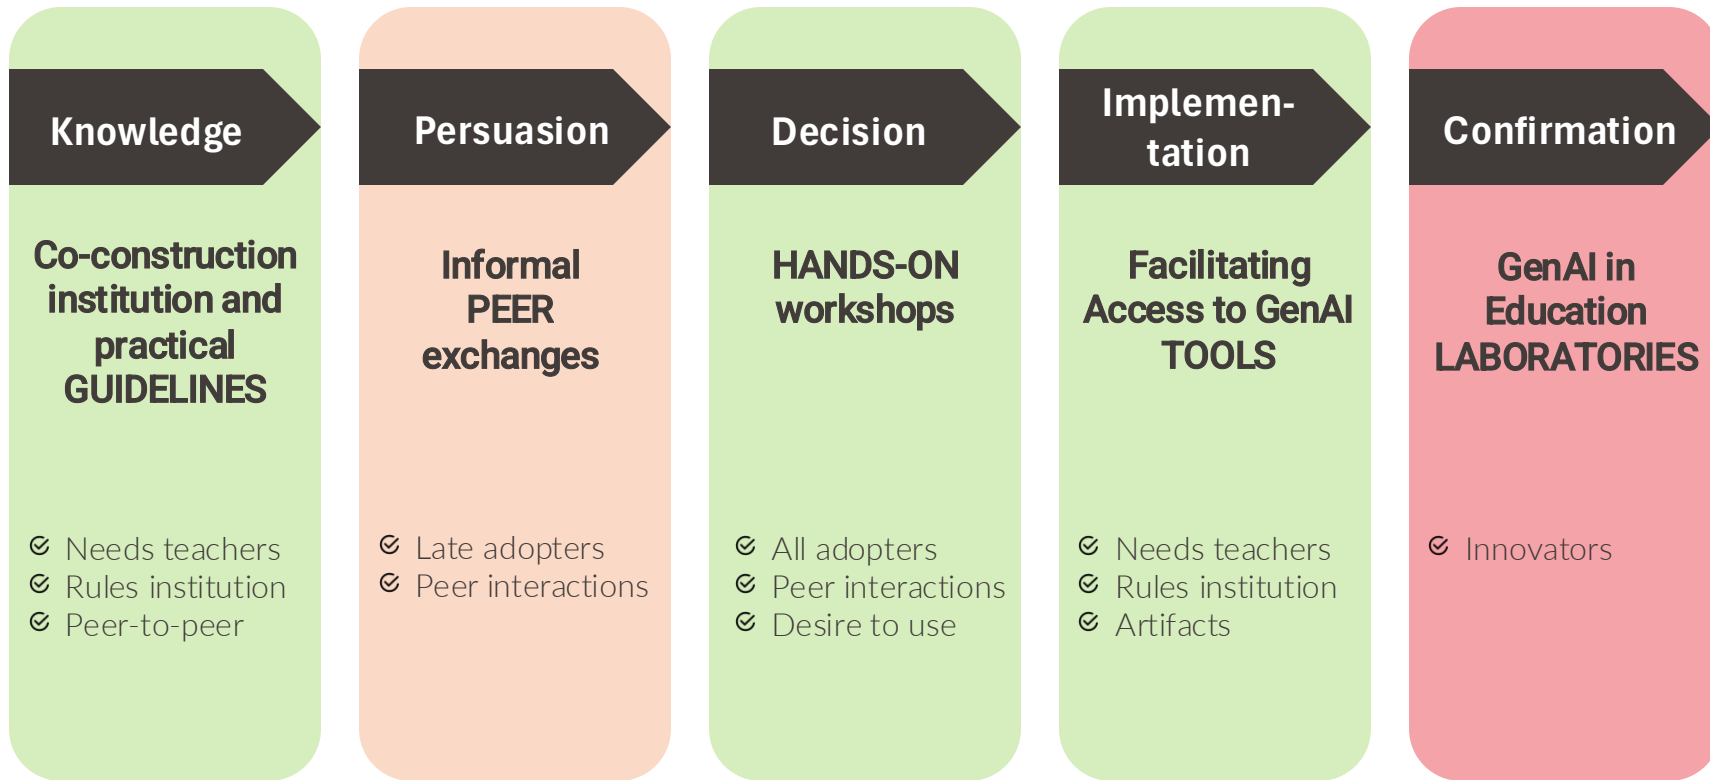 Knowledge
Co-construction
institution and
practical
GUIDELINES
Needs teachers
Rules institution
Peer-to-peer
Persuasion
Informal
PEER
exchanges
Late adopters
Peer interactions
Decision
HANDS-ON
workshops
All adopters
Peer interactions
Desire to use
Implemen-
tation
Facilitating
Access to GenAI
TOOLS
Needs teachers
Rules institution
Artifacts
Confirmation
GenAI in
Education
LABORATORIES
Innovators